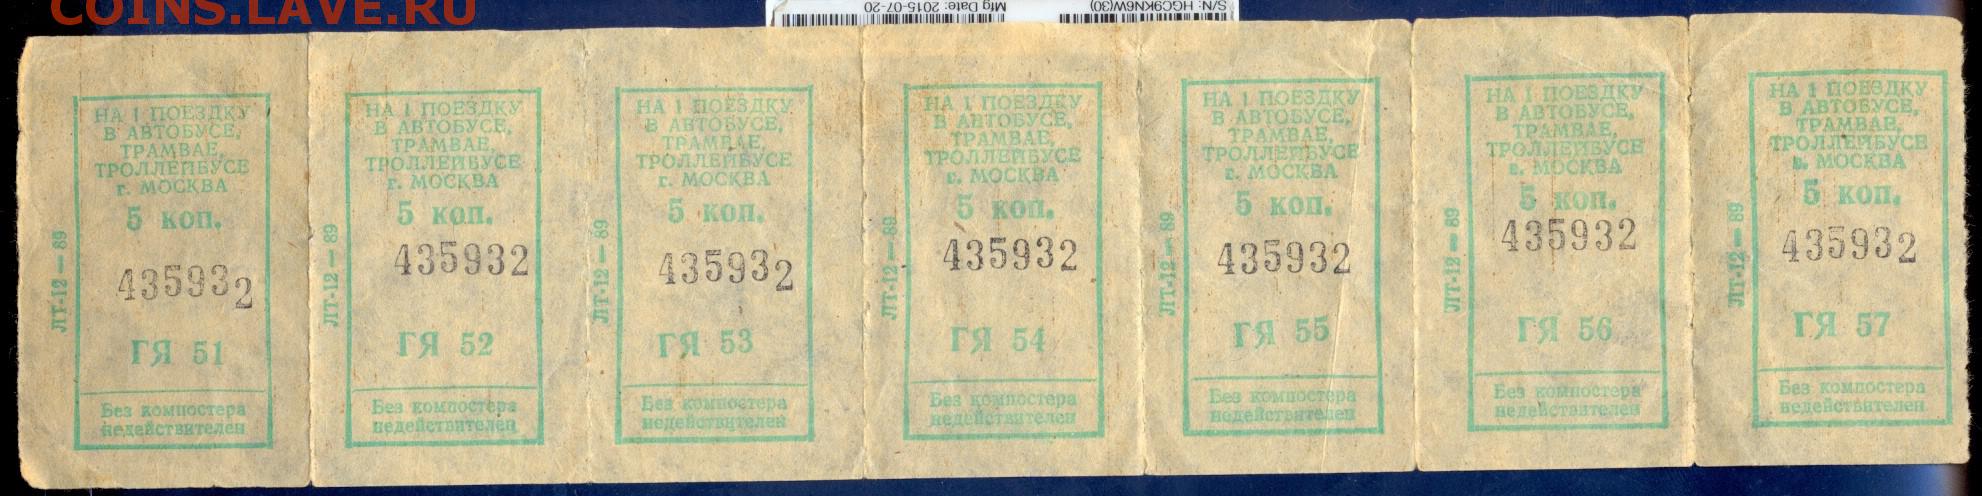 COINS.LAVE.RU
S/N: HGC9KN6W(30)
Mfg Date: 2015-07-20
ЛТ-12—89
НА 1 ПОЕЗДКУ
В АВТОБУСЕ,
ТРАМВАЕ,
ТРОЛЛЕЙБУСЕ
г. МОСКВА
5 коп.
435932
ГЯ 51
Без компостера
недействителен
ЛТ-12—89
НА 1 ПОЕЗДКУ
В АВТОБУСЕ,
ТРАМВАЕ,
ТРОЛЛЕЙБУСЕ
г. МОСКВА
5 коп.
435932
ГЯ 52
Без компостера
недействителен
ЛТ-12—89
НА 1 ПОЕЗДКУ
В АВТОБУСЕ,
ТРАМВАЕ,
ТРОЛЛЕЙБУСЕ
г. МОСКВА
5 коп.
435932
ГЯ 53
Без компостера
недействителен
ЛТ-12—89
НА 1 ПОЕЗДКУ
В АВТОБУСЕ,
ТРАМВАЕ,
ТРОЛЛЕЙБУСЕ
г. МОСКВА
5 коп.
435932
ГЯ 54
Без компостера
недействителен
ЛТ-12—89
НА 1 ПОЕЗДКУ
В АВТОБУСЕ,
ТРАМВАЕ,
ТРОЛЛЕЙБУСЕ
г. МОСКВА
5 коп.
435932
ГЯ 55
Без компостера
недействителен
ЛТ-12—89
НА 1 ПОЕЗДКУ
В АВТОБУСЕ,
ТРАМВАЕ,
ТРОЛЛЕЙБУСЕ
г. МОСКВА
5 коп.
435932
ГЯ 56
Без компостера
недействителен
ЛТ-12—89
НА 1 ПОЕЗДКУ
В АВТОБУСЕ,
ТРАМВАЕ,
ТРОЛЛЕЙБУСЕ
г. МОСКВА
5 коп.
435932
ГЯ 57
Без компостера
недействителен